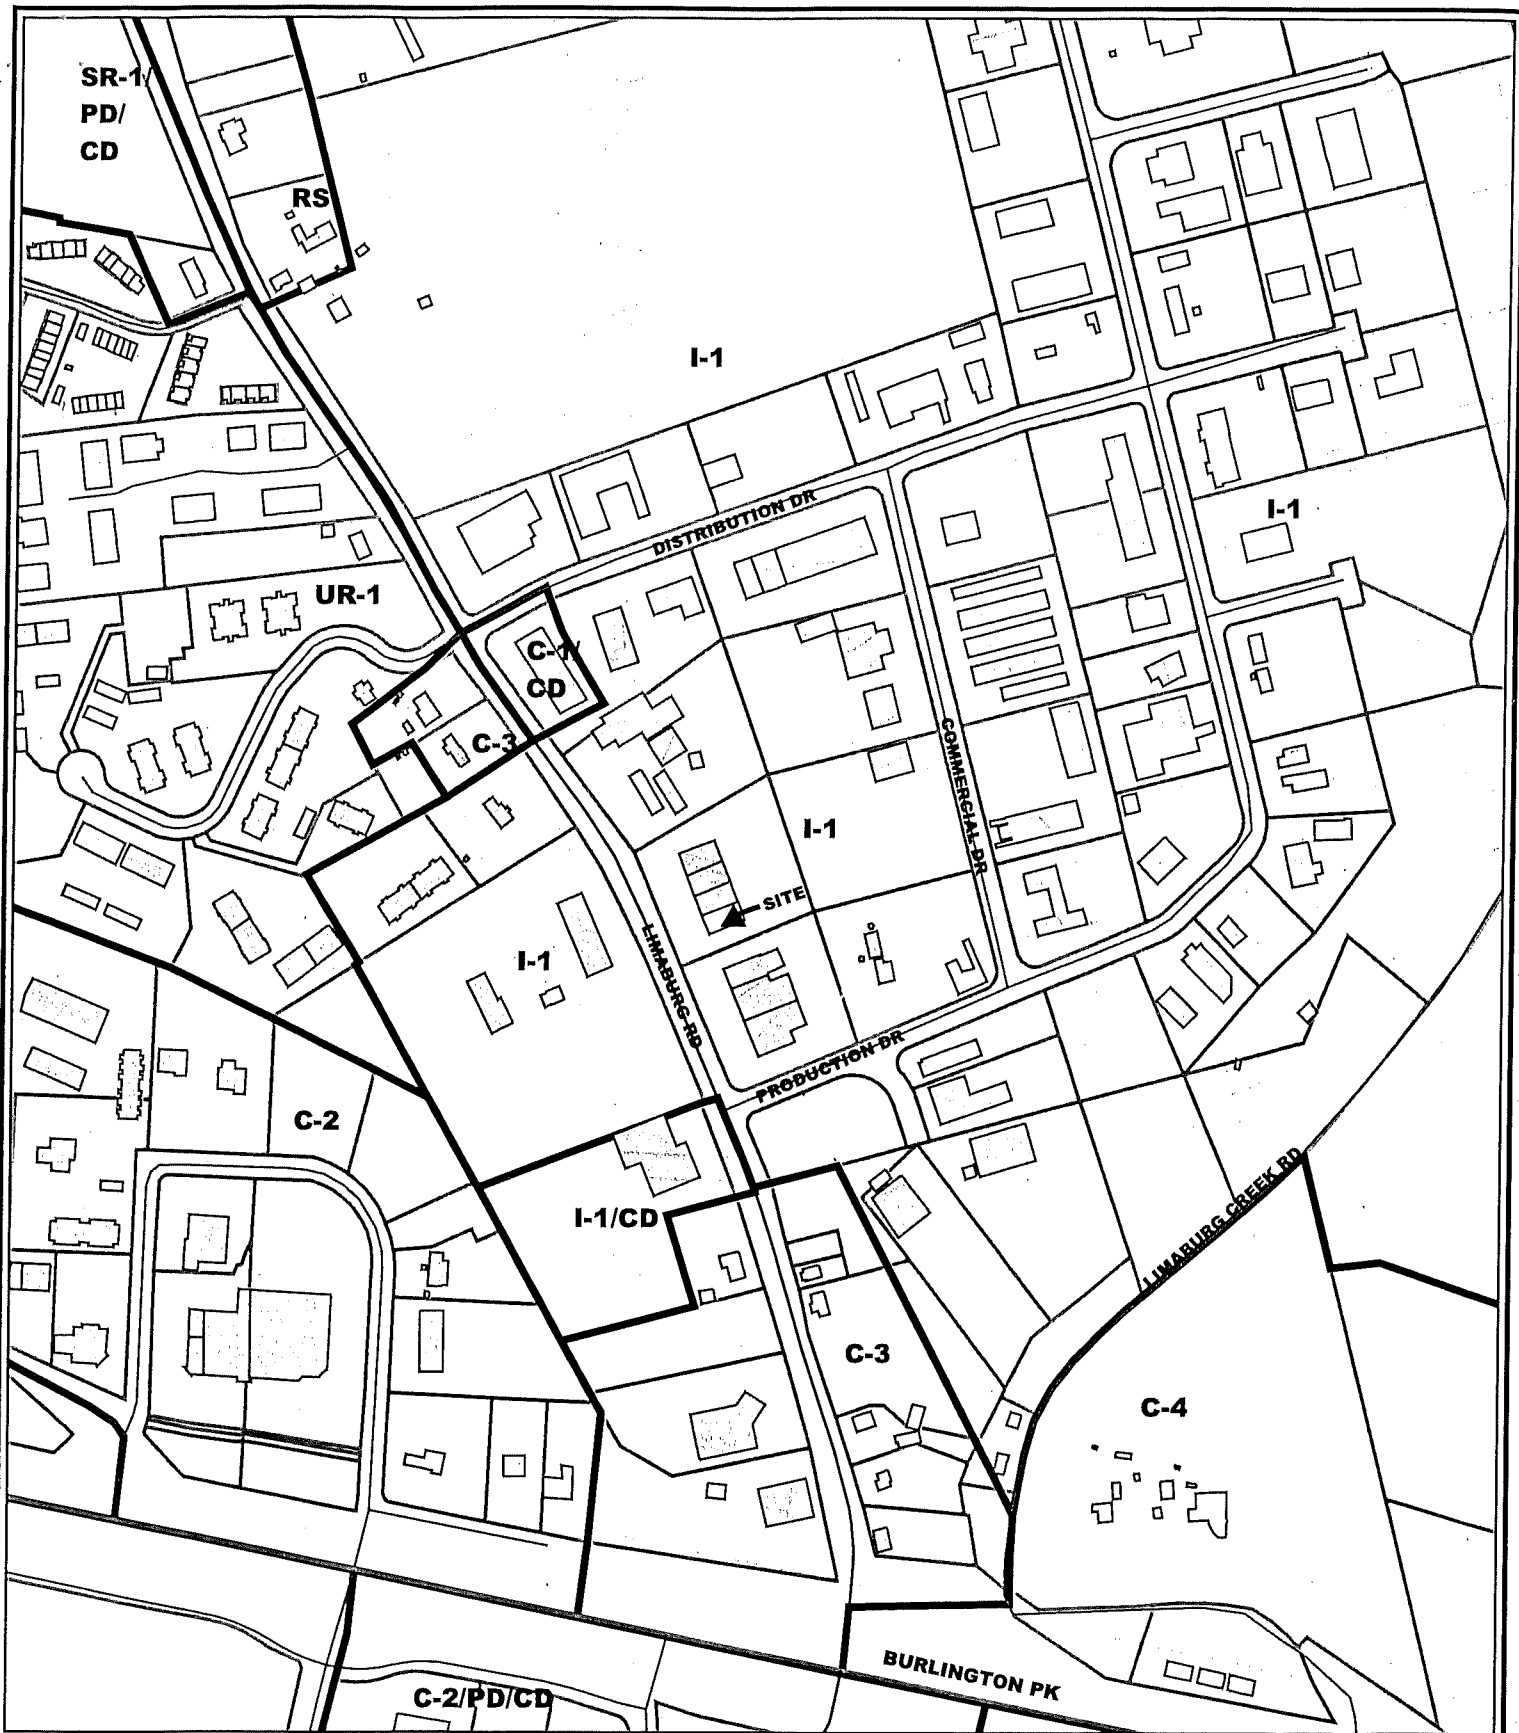 SR-1/
PD/
CD
RS
I-1
DISTRIBUTION DR
I-1
UR-1
C-1/
CD
C-3
COMMERCIAL DR
I-1
SITE
LIMABURG RD
I-1
PRODUCTION DR
C-2
I-1/CD
LIMABURG CREEK RD
C-3
C-4
BURLINGTON PK
C-2/PD/CD